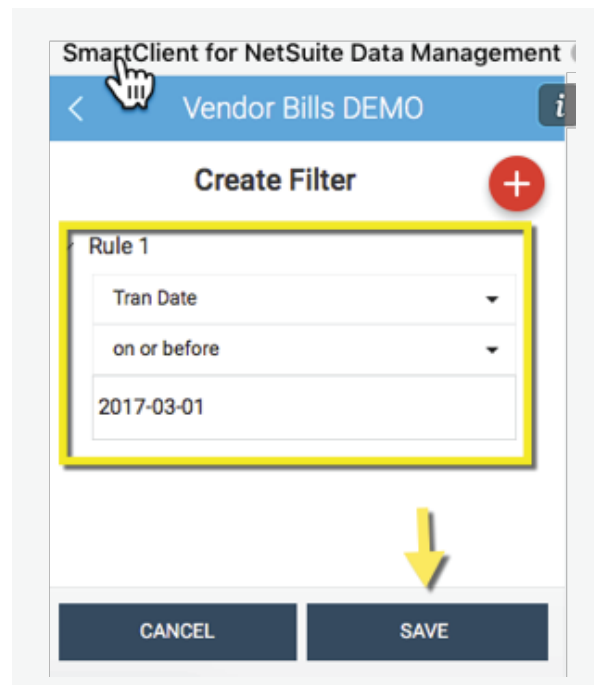 SmartClient for NetSuite Data Management
Vendor Bills DEMO
i
Create Filter
Rule 1
Tran Date
on or before
2017-03-01
CANCEL
SAVE